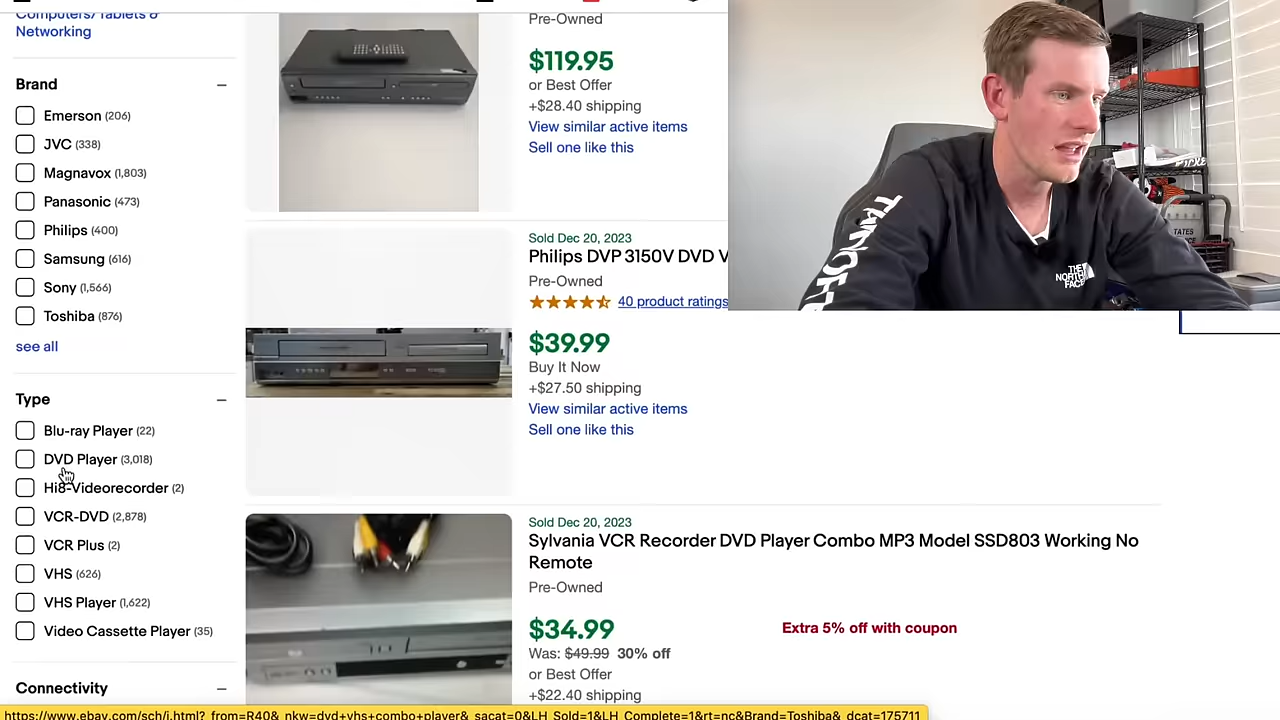 Computers/Tablets &
Networking
Brand
Emerson (206)
JVC (338)
Magnavox (1,803)
Panasonic (473)
Philips (400)
Samsung (616)
Sony (1,566)
Toshiba (876)
see all
Type
Blu-ray Player (22)
DVD Player (3,018)
Hi8-Videorecorder (2)
VCR-DVD (2,878)
VCR Plus (2)
VHS (626)
VHS Player (1,622)
Video Cassette Player (35)
Connectivity
Pre-Owned
$119.95
or Best Offer
+$28.40 shipping
View similar active items
Sell one like this
Sold Dec 20, 2023
Philips DVP 3150V DVD V
Pre-Owned
40 product ratings
$39.99
Buy It Now
+$27.50 shipping
View similar active items
Sell one like this
Sold Dec 20, 2023
Sylvania VCR Recorder DVD Player Combo MP3 Model SSD803 Working No
Remote
Pre-Owned
$34.99
Was: $49.99 30% off
or Best Offer
+$22.40 shipping
Extra 5% off with coupon
THE
NORTH
FACE
TATES
https://www.ebay.com/sch/i.html?_from=R40&_nkw=dvd+vhs+combo+player&_sacat=0&LH_Sold=1&LH_Complete=1&rt=nc&Brand=Toshiba&_dcat=175711